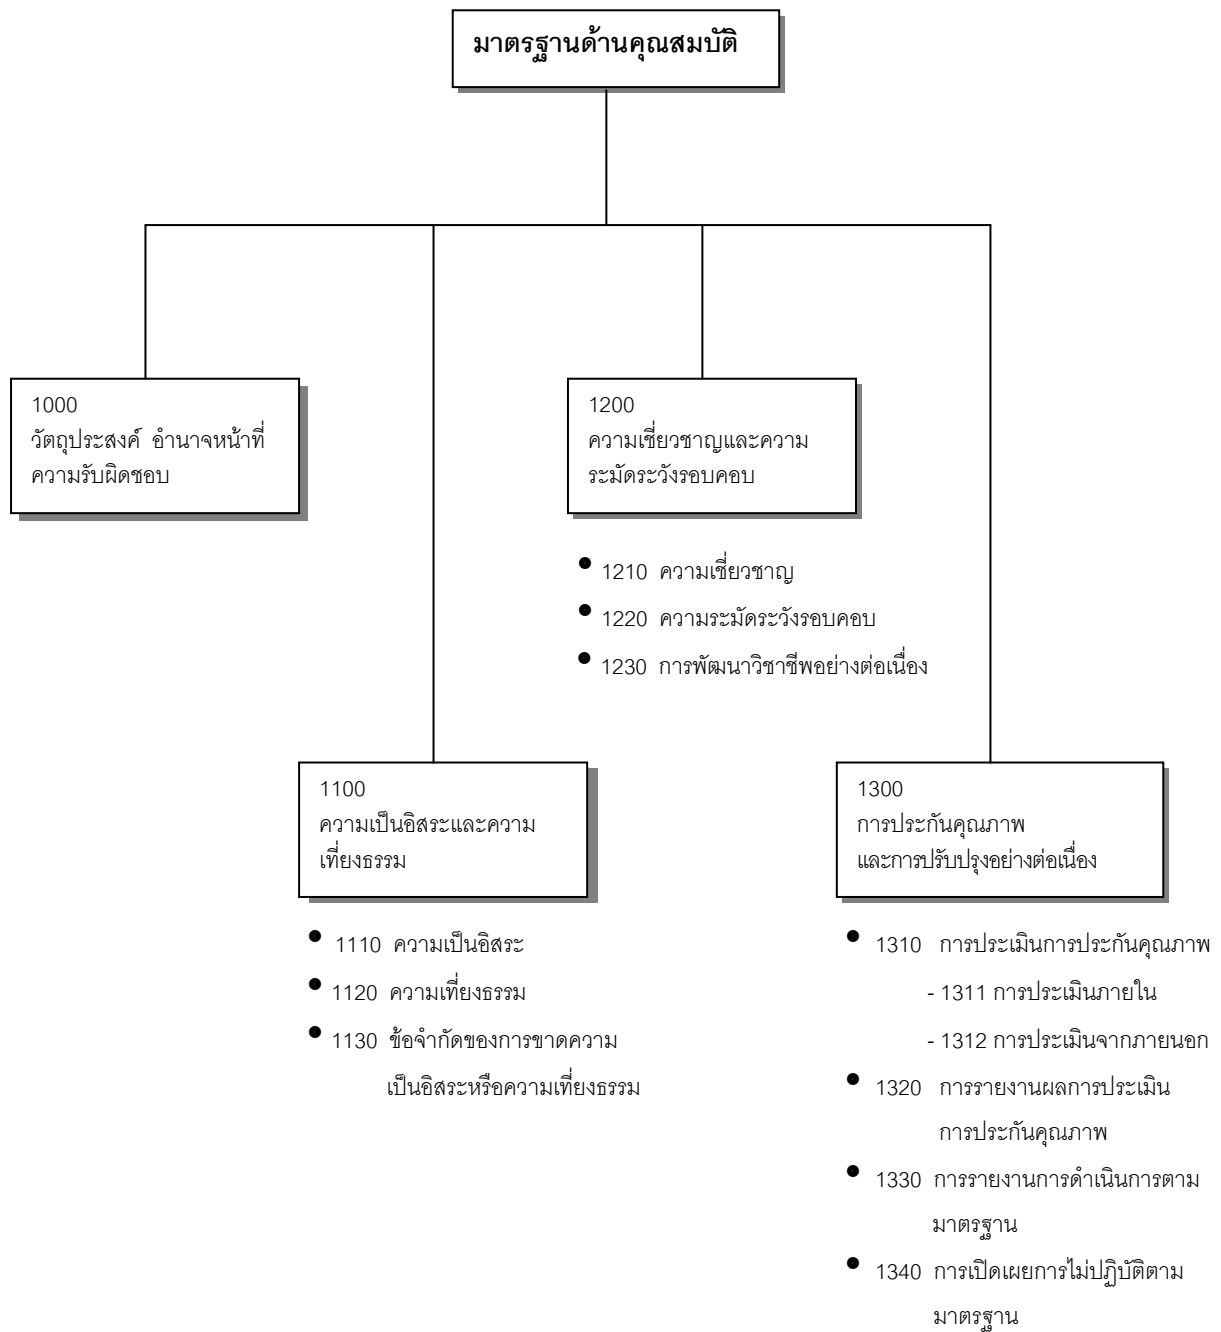 มาตรฐานด้านคุณสมบัติ
1000
วัตถุประสงค์ อำนาจหน้าที่
ความรับผิดชอบ
1200
ความเชี่ยวชาญและความ
ระมัดระวังรอบคอบ
• 1210 ความเชี่ยวชาญ
• 1220 ความระมัดระวังรอบคอบ
• 1230 การพัฒนาวิชาชีพอย่างต่อเนื่อง
1100
ความเป็นอิสระและความ
เที่ยงธรรม
• 1110 ความเป็นอิสระ
• 1120 ความเที่ยงธรรม
• 1130 ข้อจำกัดของการขาดความ
เป็นอิสระหรือความเที่ยงธรรม
1300
การประกันคุณภาพ
และการปรับปรุงอย่างต่อเนื่อง
• 1310 การประเมินการประกันคุณภาพ
- 1311 การประเมินภายใน
- 1312 การประเมินจากภายนอก
• 1320 การรายงานผลการประเมิน
การประกันคุณภาพ
• 1330 การรายงานการดำเนินการตาม
มาตรฐาน
• 1340 การเปิดเผยการไม่ปฏิบัติตาม
มาตรฐาน